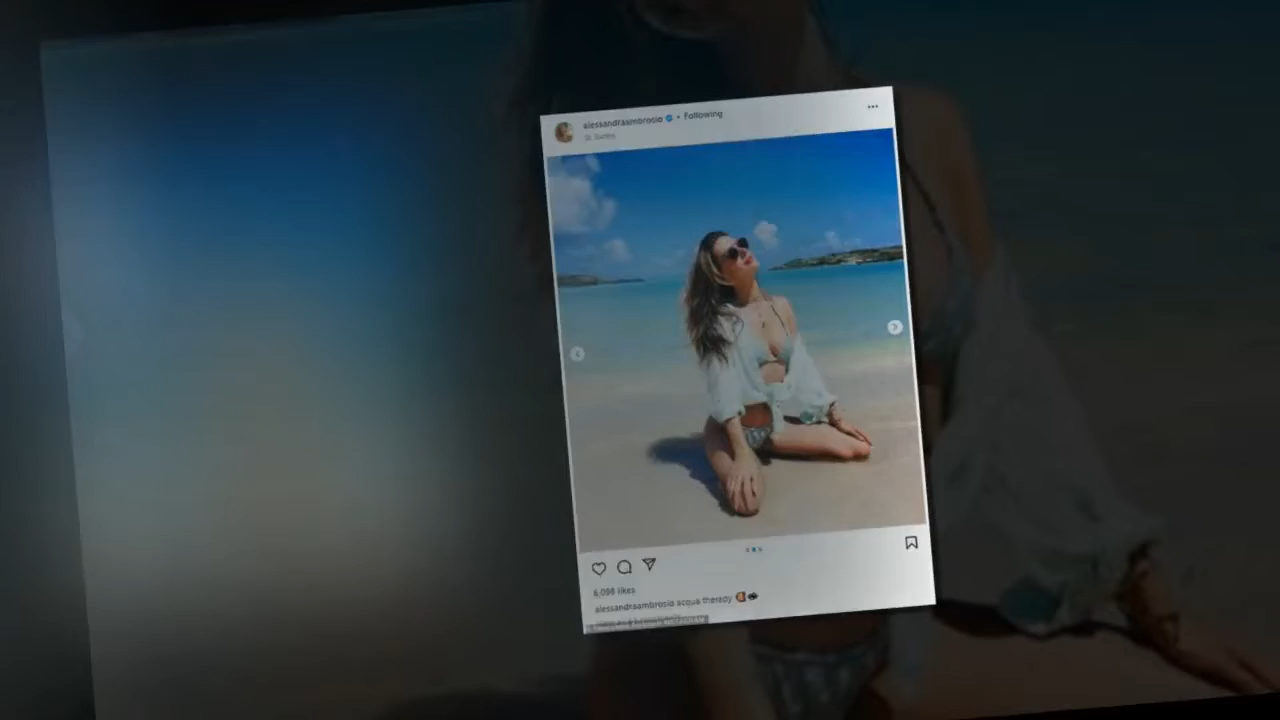 alessandraambrosio • Following
St. Barths
6,098 likes
alessandraambrosio acqua therapy